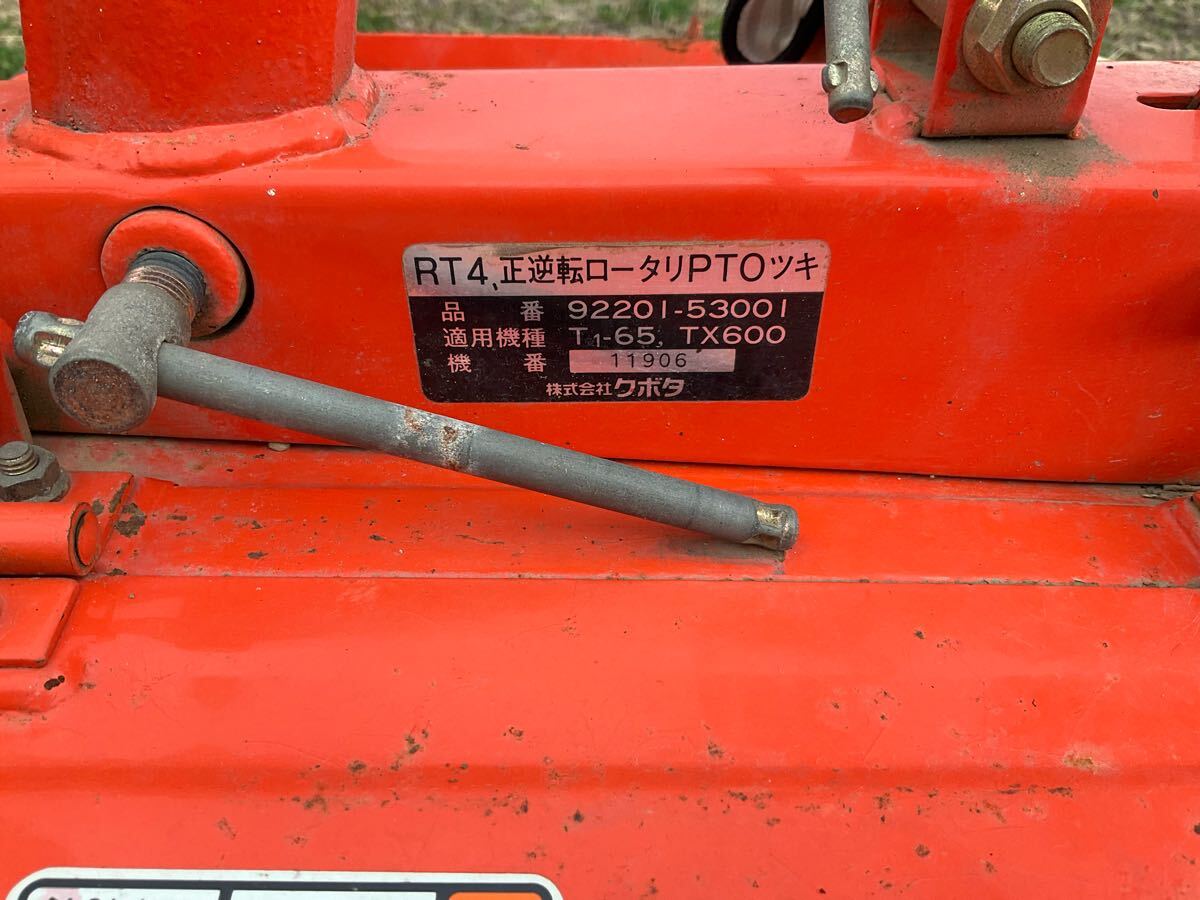 RT4,正逆転ロータリPTOツキ
品番 92201-53001
適用機種 T1-65, TX600
機番 11906
株式会社クボタ